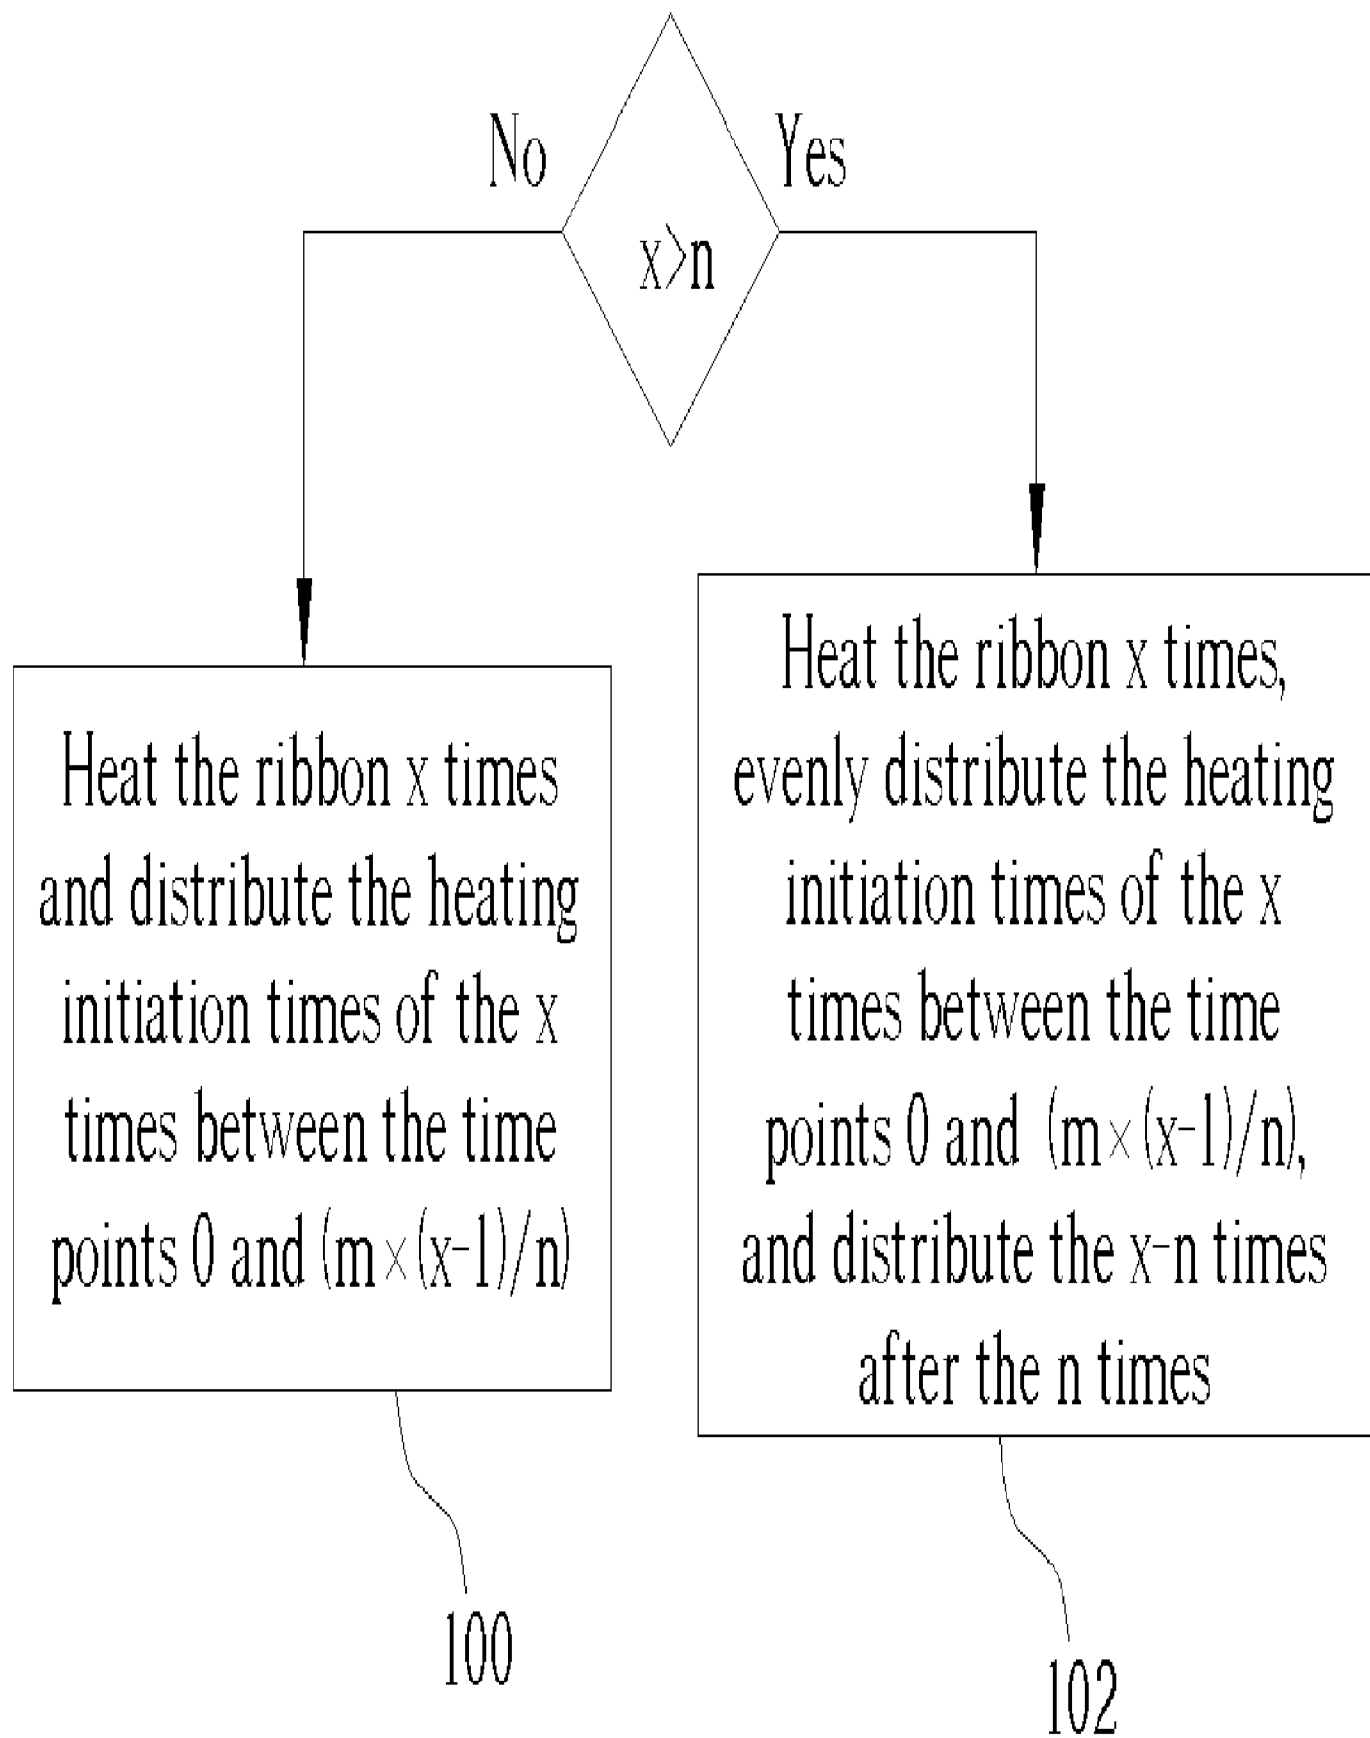 No
Yes
x>n
Heat the ribbon x times
and distribute the heating
initiation times of the x
times between the time
points 0 and (m×(x-1)/n)
Heat the ribbon x times,
evenly distribute the heating
initiation times of the x
times between the time
points 0 and (m×(x-1)/n),
and distribute the x-n times
after the n times
100
102